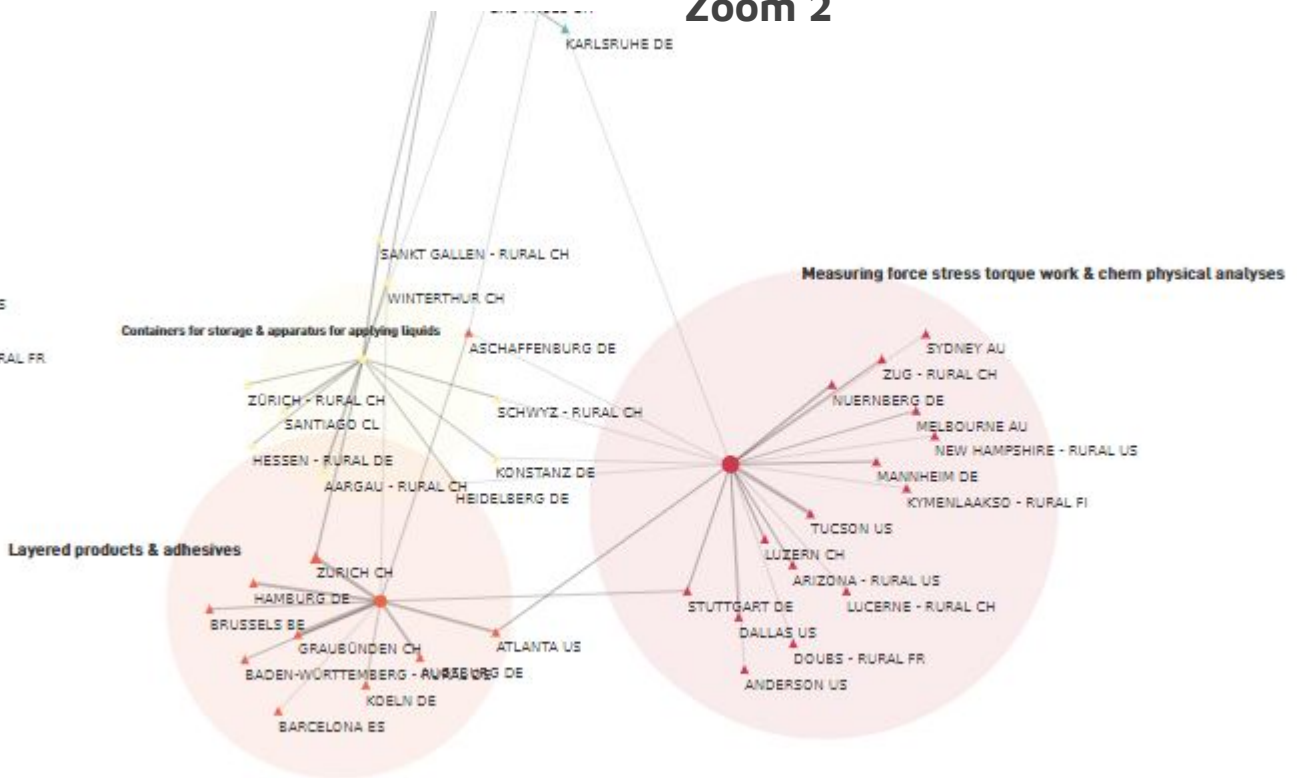 Zoom 2
KARLSRUHE DE
SANKT GALLEN - RURAL CH
Measuring force stress torque work & chem physical analyses
WINTERTHUR CH
S
Containers for storage & apparatus for applying liquids
ASCHAFFENBURG DE
SYDNEY AU
RAL FR
ZUG - RURAL CH
ZÜRICH - RURAL CH
NUERNBERG DE
SCHWYZ - RURAL CH
SANTIAGO CL
MELBOURNE AU
NEW HAMPSHIRE - RURAL US
HESSEN - RURAL DE
KONSTANZ DE
MANNHEIM DE
AARGAU - RURAL CH
HEIDELBERG DE
KYMENLAAKSO - RURAL FI
TUCSON US
Layered products & adhesives
LUZERN CH
ZÜRICH CH
ARIZONA - RURAL US
HAMBURG DE
STUTTGART DE
LUCERNE - RURAL CH
BRUSSELS BE
DALLAS US
GRAUBÜNDEN CH
ATLANTA US
DOUBS - RURAL FR
BADEN-WÜRTTEMBERG - RURAL DE
ANDERSON US
KOELN DE
BARCELONA ES